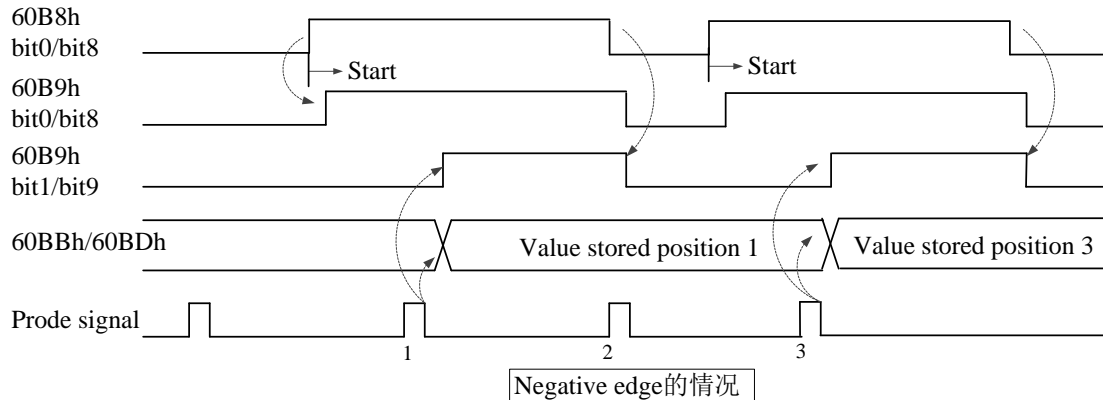 60B8h
bit0/bit8
Start
Start
60B9h
bit0/bit8
60B9h
bit1/bit9
60BBh/60BDh
Value stored position 1
Value stored position 3
Prode signal
1
2
3
Negative edge的情况